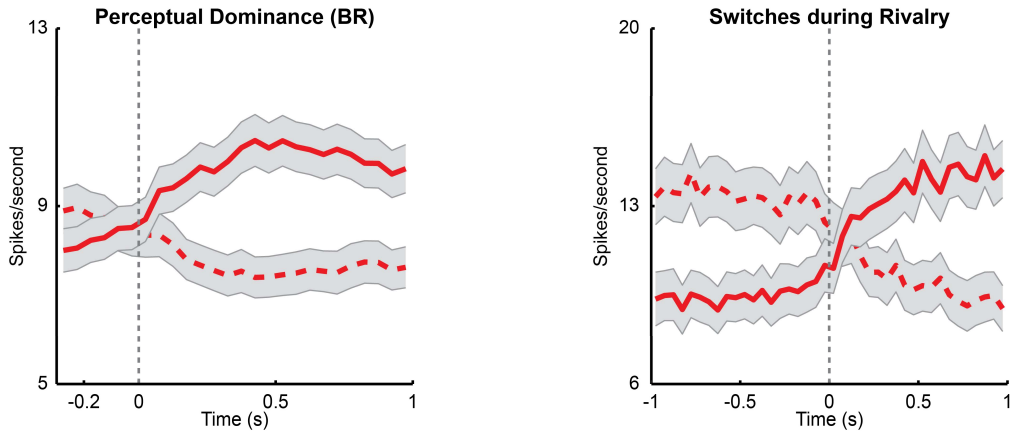 Perceptual Dominance (BR)
13
9
5
Spikes/second
-0.2 0 0.5 1
Time (s)
Switches during Rivalry
20
13
6
Spikes/second
-1 -0.5 0 0.5 1
Time (s)